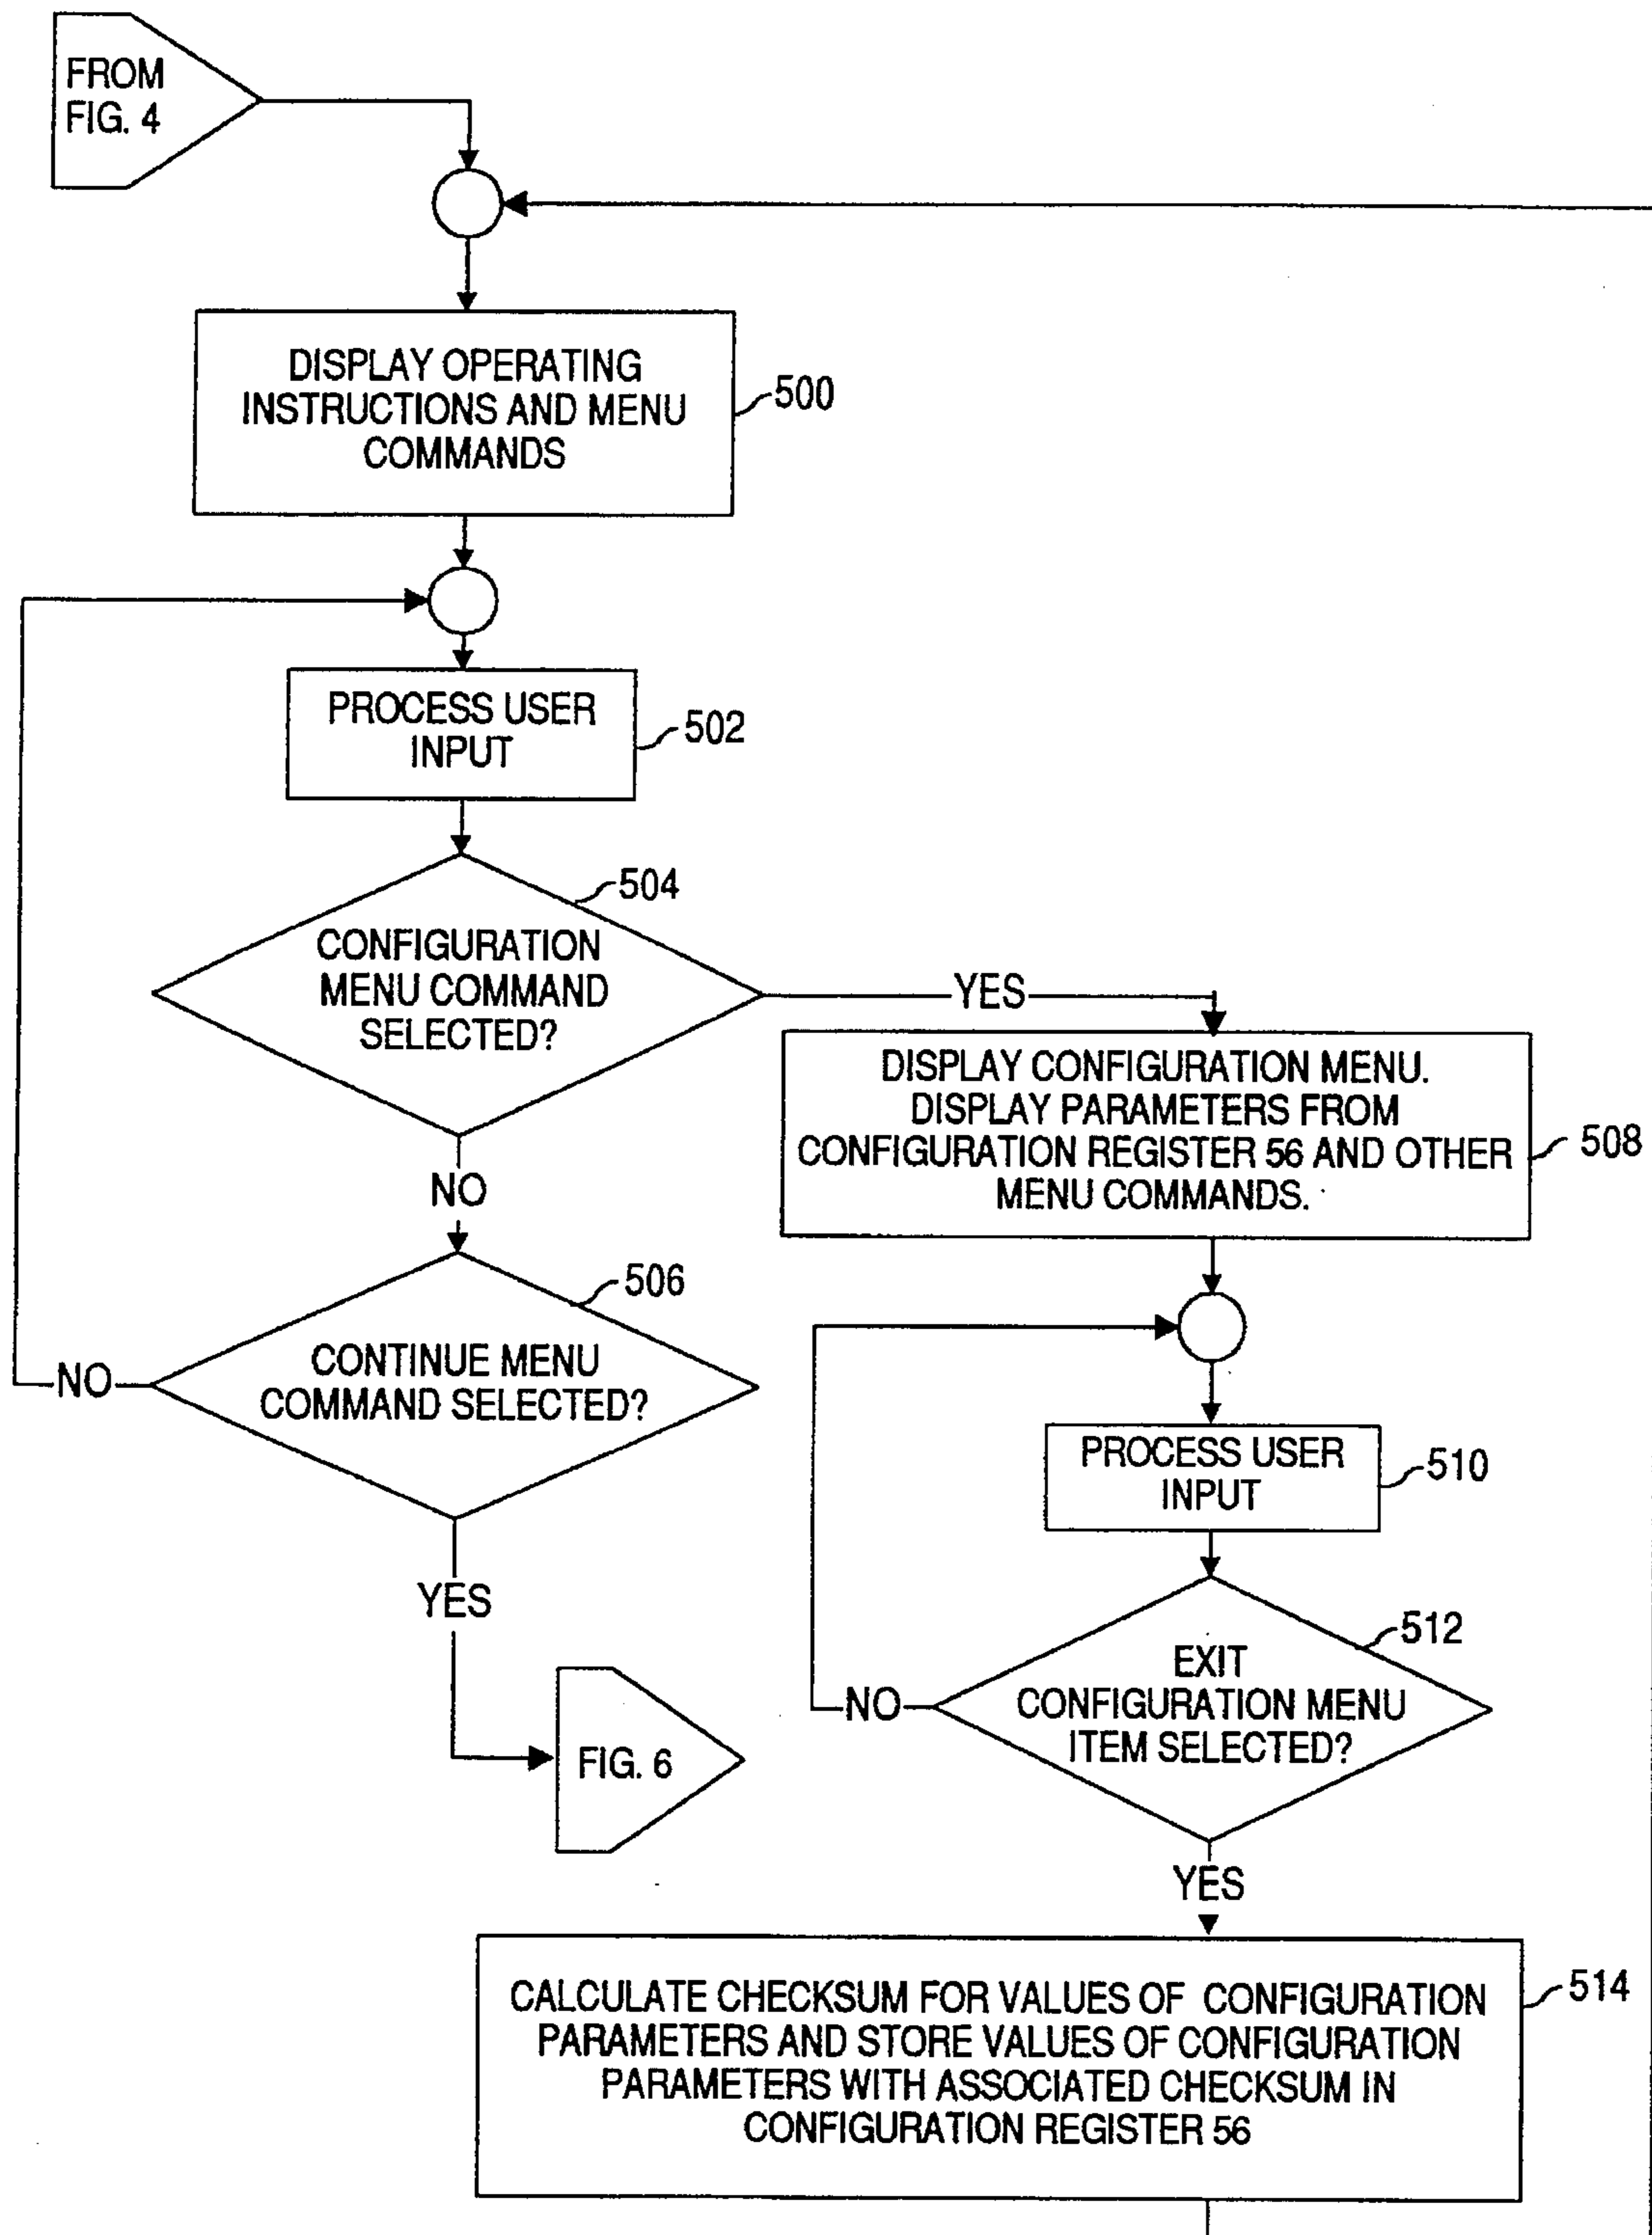 FROM
FIG. 4
DISPLAY OPERATING
INSTRUCTIONS AND MENU
COMMANDS
500
PROCESS USER
INPUT
502
504
CONFIGURATION
MENU COMMAND
SELECTED?
YES
NO
DISPLAY CONFIGURATION MENU.
DISPLAY PARAMETERS FROM
CONFIGURATION REGISTER 56 AND OTHER
MENU COMMANDS.
508
506
CONTINUE MENU
COMMAND SELECTED?
NO
YES
FIG. 6
PROCESS USER
INPUT
510
512
EXIT
CONFIGURATION MENU
ITEM SELECTED?
NO
YES
CALCULATE CHECKSUM FOR VALUES OF CONFIGURATION
PARAMETERS AND STORE VALUES OF CONFIGURATION
PARAMETERS WITH ASSOCIATED CHECKSUM IN
CONFIGURATION REGISTER 56
514